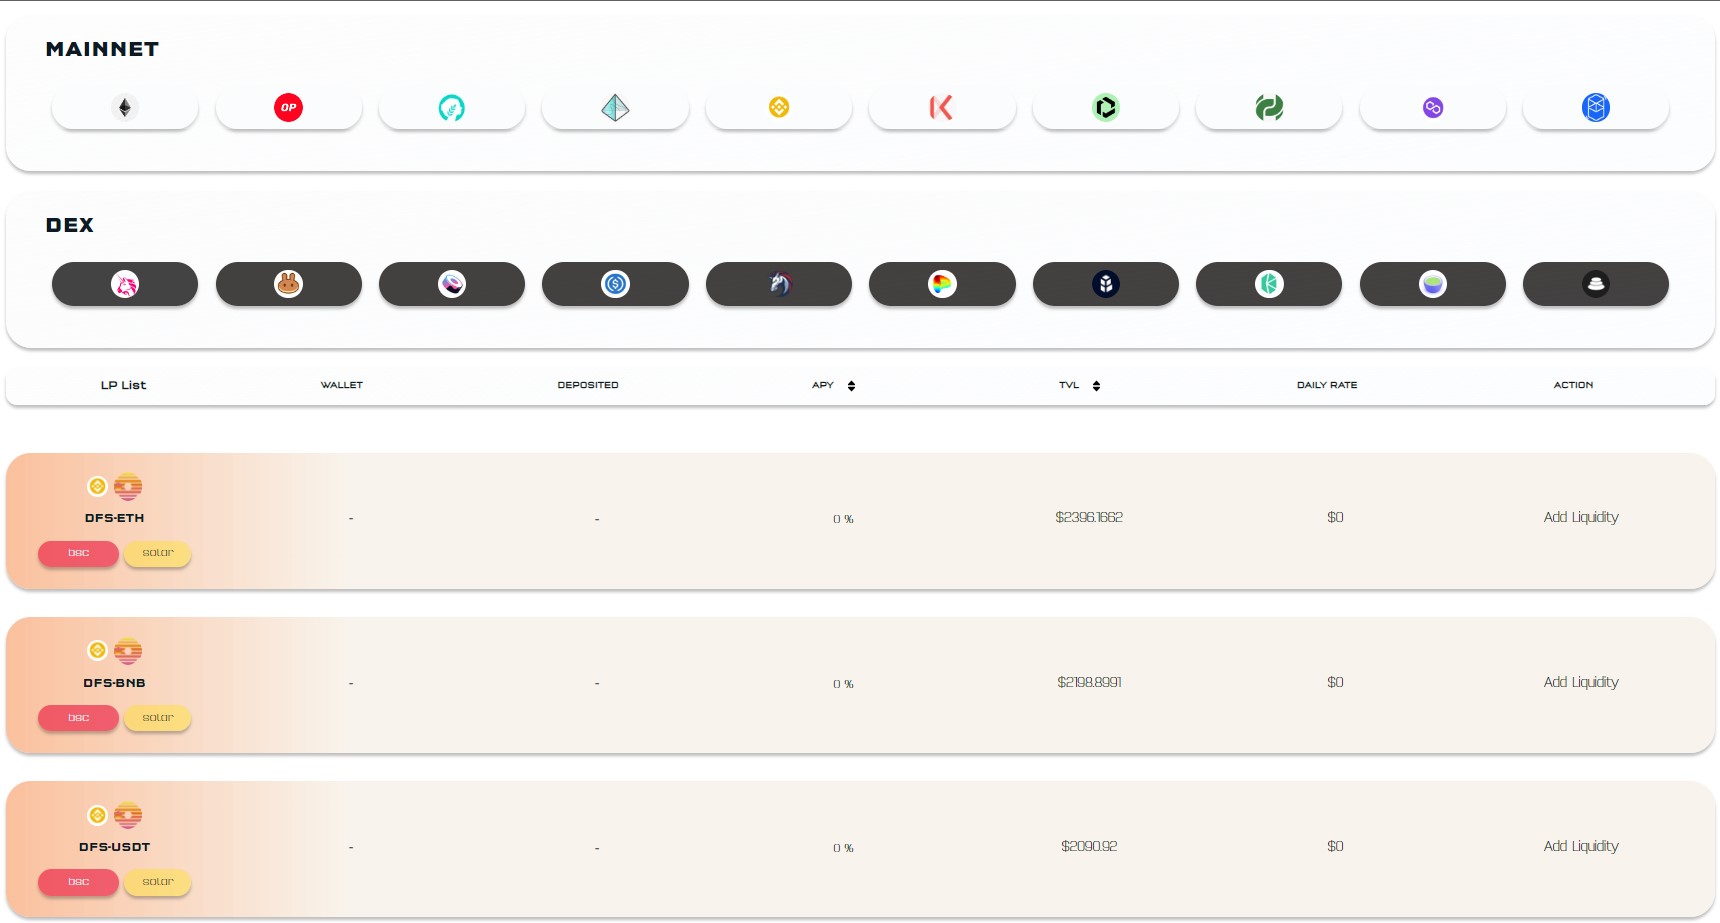 MAINNET
OP
DEX
LP List WALLET DEPOSITED APY TVL DAILY RATE ACTION
DFS-ETH
- - 0 % $2396.1662 $0 Add Liquidity
bsc solar
DFS-BNB
- - 0 % $2198.8991 $0 Add Liquidity
bsc solar
DFS-USDT
- - 0 % $2090.92 $0 Add Liquidity
bsc solar